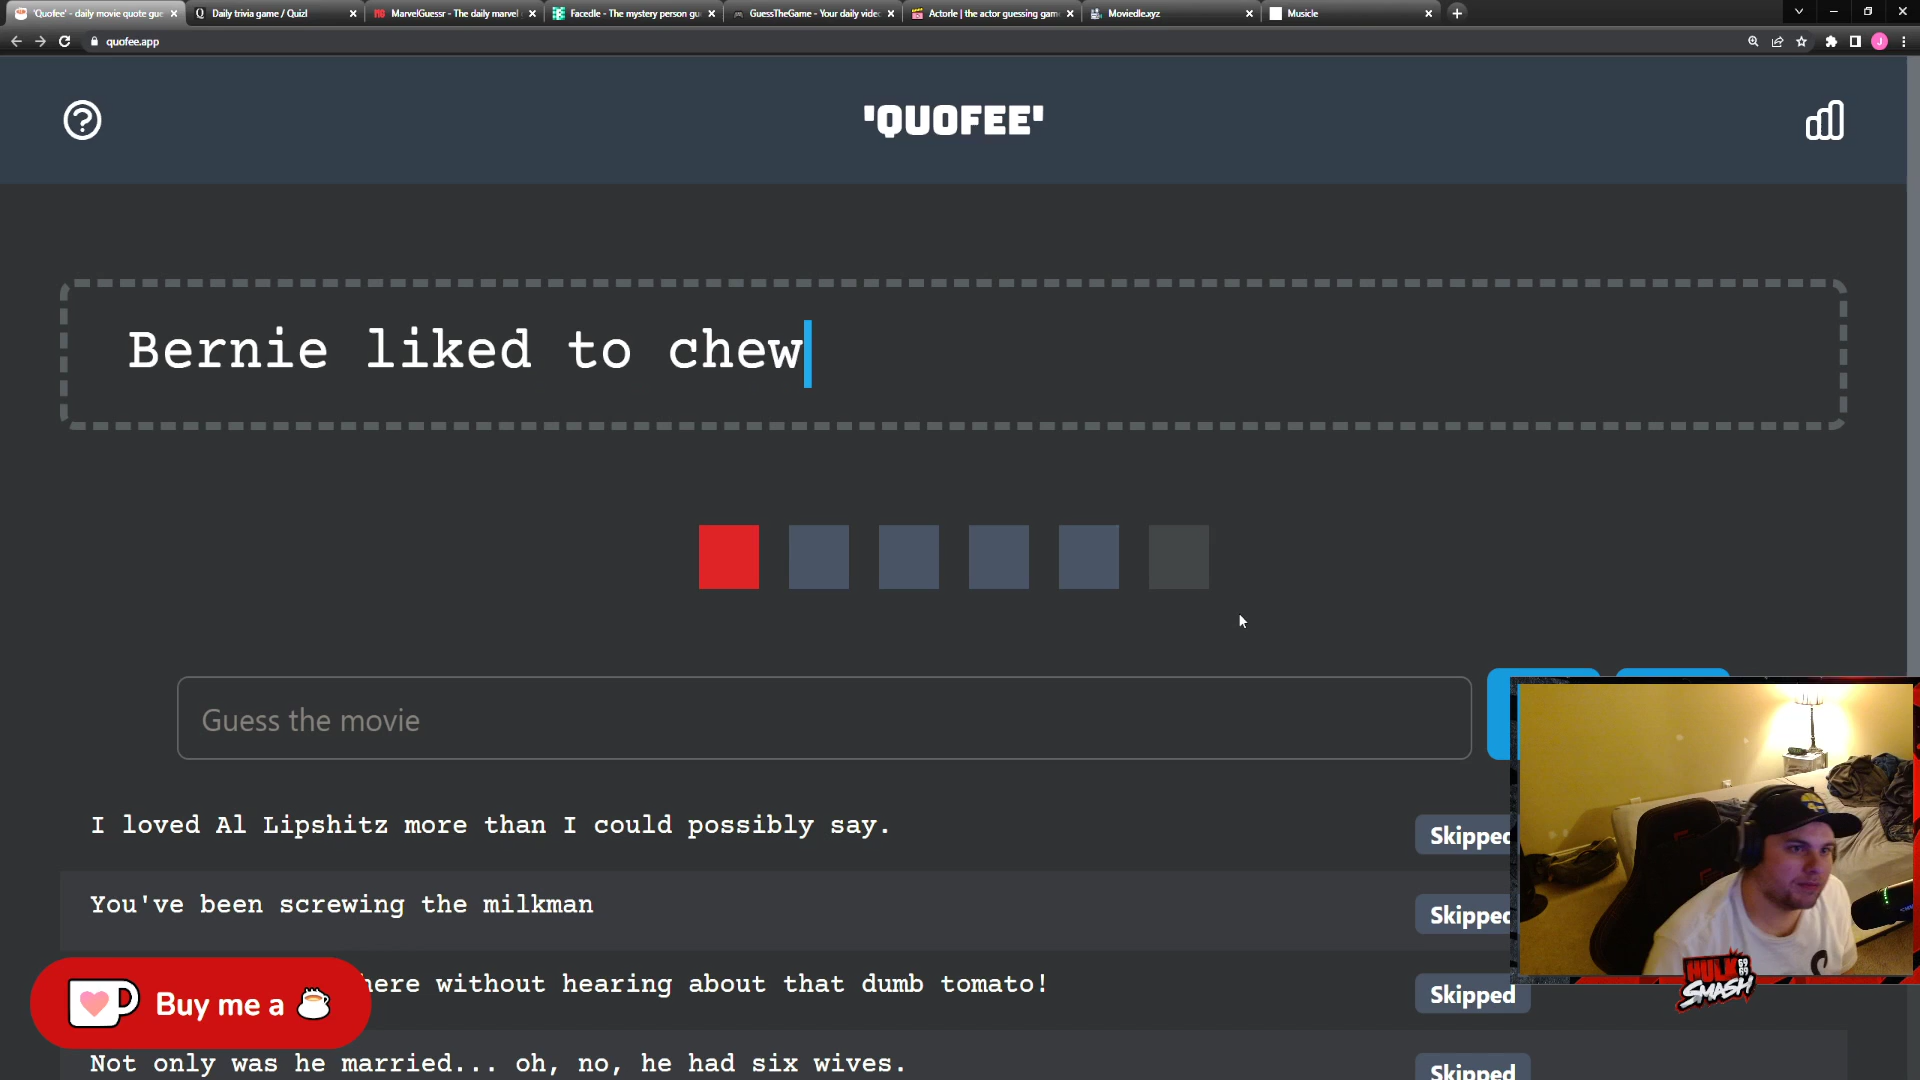 'Quofee' - daily movie quote gue
Daily trivia game / Quiz!
MarvelGuessr - The daily marvel
Facedle - The mystery person gu
GuessTheGame - Your daily vide
Actorle | the actor guessing gam
Moviedle.xyz
Musicle
quofee.app
J
'QUOFEE'
Bernie liked to chew
Guess the movie
I loved Al Lipshitz more than I could possibly say.
Skipped
You've been screwing the milkman
Skipped
here without hearing about that dumb tomato!
Skipped
Buy me a
Not only was he married... oh, no, he had six wives.
Skipped
HULK
69
69
SMASH